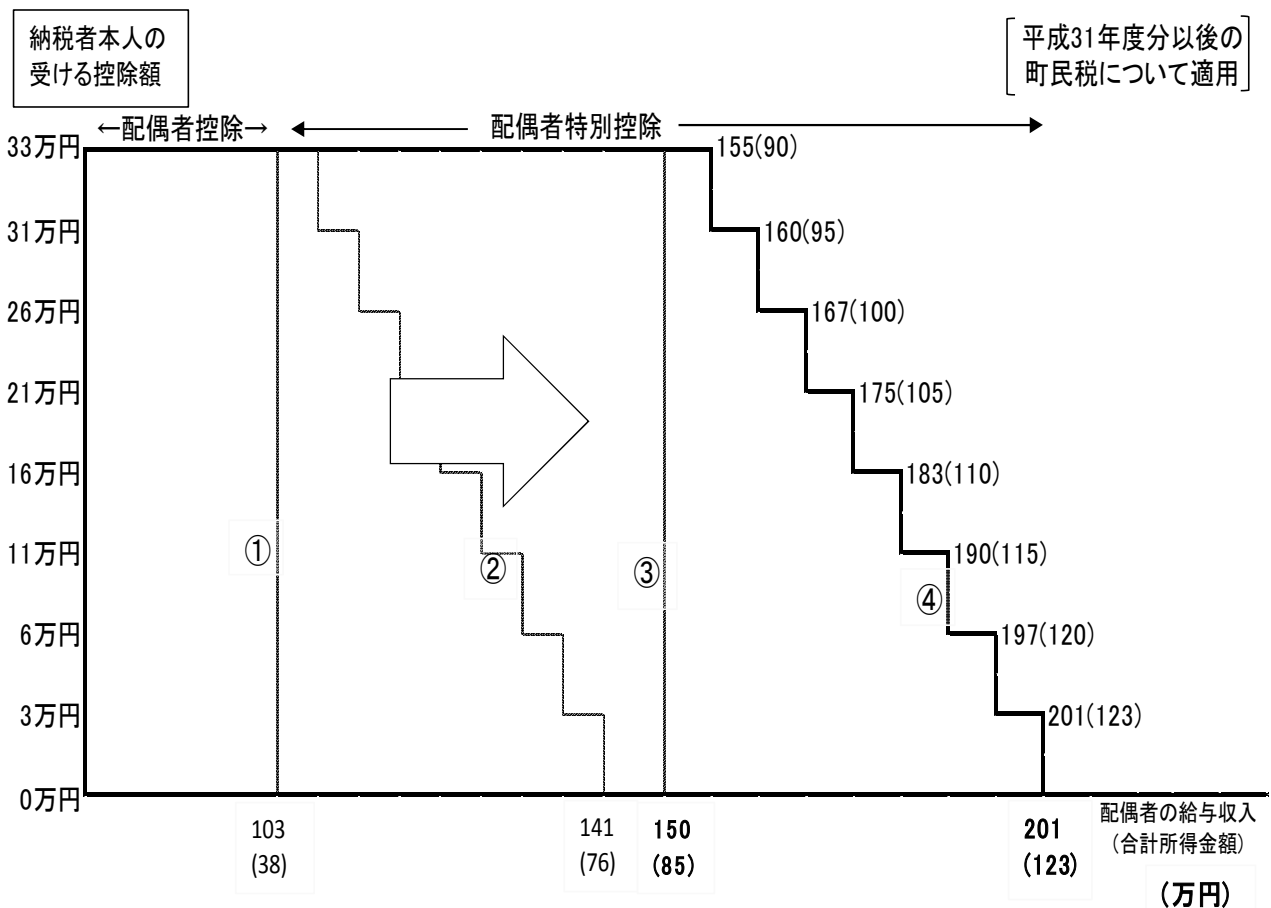 納税者本人の
受ける控除額
平成31年度分以後の
町民税について適用
←配偶者控除→
配偶者特別控除
33万円
155(90)
31万円
160(95)
26万円
167(100)
21万円
175(105)
16万円
183(110)
11万円
190(115)
①
②
③
④
6万円
197(120)
3万円
201(123)
0万円
103
(38)
141
(76)
150
(85)
201
(123)
配偶者の給与収入
(合計所得金額)
(万円)